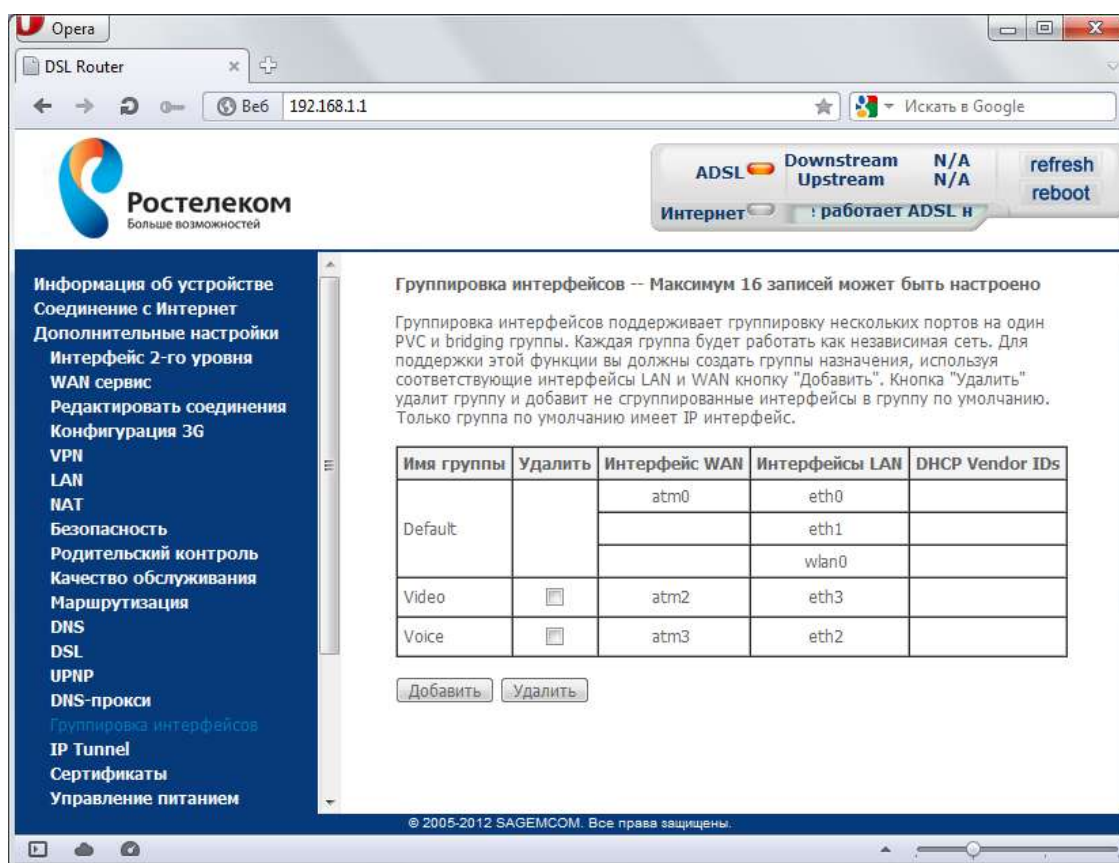 Opera
DSL Router
Веб 192.168.1.1 Искать в Google
Ростелеком
Больше возможностей
ADSL Downstream N/A
Upstream N/A
Интернет : работает ADSL н
refresh
reboot
Информация об устройстве
Соединение с Интернет
Дополнительные настройки
Интерфейс 2-го уровня
WAN сервис
Редактировать соединения
Конфигурация 3G
VPN
LAN
NAT
Безопасность
Родительский контроль
Качество обслуживания
Маршрутизация
DNS
DSL
UPNP
DNS-прокси
Группировка интерфейсов
IP Tunnel
Сертификаты
Управление питанием
Группировка интерфейсов -- Максимум 16 записей может быть настроено
Группировка интерфейсов поддерживает группировку нескольких портов на один
PVC и bridging группы. Каждая группа будет работать как независимая сеть. Для
поддержки этой функции вы должны создать группы назначения, используя
соответствующие интерфейсы LAN и WAN кнопку "Добавить". Кнопка "Удалить"
удалит группу и добавит не сгруппированные интерфейсы в группу по умолчанию.
Только группа по умолчанию имеет IP интерфейс.
Имя группы Удалить Интерфейс WAN Интерфейсы LAN DHCP Vendor IDs
Default atm0 eth0
eth1
wlan0
Video atm2 eth3
Voice atm3 eth2
Добавить Удалить
© 2005-2012 SAGEMCOM. Все права защищены.